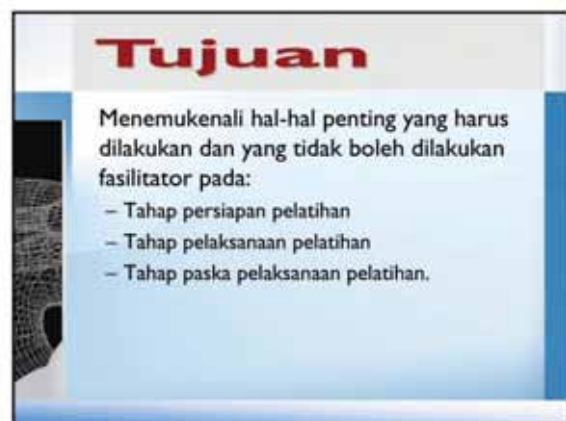 Tujuan
Menemukenali hal-hal penting yang harus
dilakukan dan yang tidak boleh dilakukan
fasilitator pada:
– Tahap persiapan pelatihan
– Tahap pelaksanaan pelatihan
– Tahap paska pelaksanaan pelatihan.